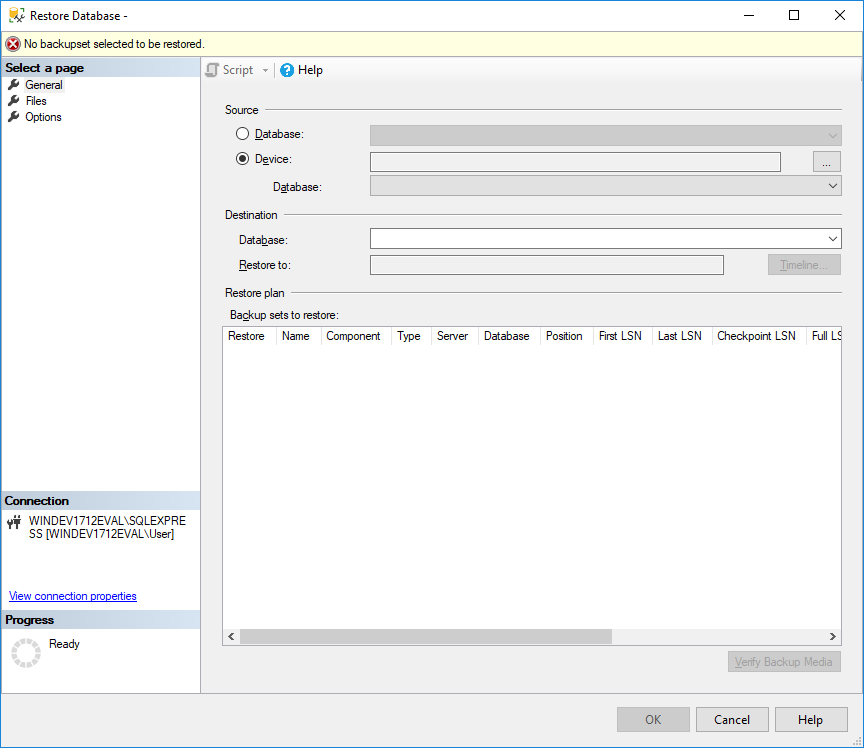 Restore Database -
No backupset selected to be restored.
Select a page
General
Files
Options
Script
Help
Source
Database:
Device:
...
Database:
Destination
Database:
Restore to:
Timeline...
Restore plan
Backup sets to restore:
Restore Name Component Type Server Database Position First LSN Last LSN Checkpoint LSN Full LS
Connection
WINDEV1712EVAL\SQLEXPRE
SS [WINDEV1712EVAL\User]
View connection properties
Progress
Ready
Verify Backup Media
OK
Cancel
Help